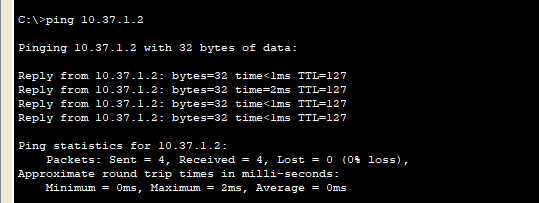 C:\>ping 10.37.1.2
Pinging 10.37.1.2 with 32 bytes of data:
Reply from 10.37.1.2: bytes=32 time<1ms TTL=127
Reply from 10.37.1.2: bytes=32 time=2ms TTL=127
Reply from 10.37.1.2: bytes=32 time<1ms TTL=127
Reply from 10.37.1.2: bytes=32 time<1ms TTL=127
Ping statistics for 10.37.1.2:
    Packets: Sent = 4, Received = 4, Lost = 0 (0% loss),
Approximate round trip times in milli-seconds:
    Minimum = 0ms, Maximum = 2ms, Average = 0ms